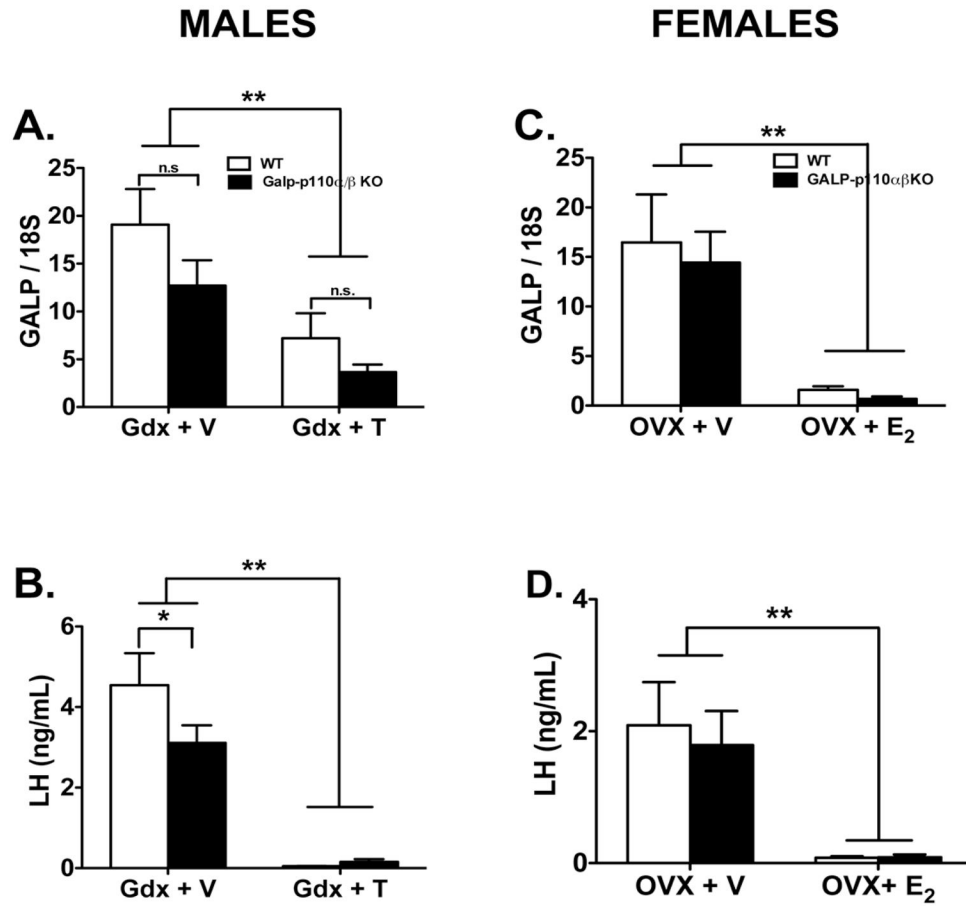 MALES
FEMALES
A.
**
n.s
WT
Galp-p110α/β KO
n.s.
GALP / 18S
25
20
15
10
5
0
Gdx + V
Gdx + T
C.
**
WT
GALP-p110αβKO
GALP / 18S
25
20
15
10
5
0
OVX + V
OVX + E₂
B.
**
*
LH (ng/mL)
6
4
2
0
Gdx + V
Gdx + T
D.
**
LH (ng/mL)
4
2
0
OVX + V
OVX+ E₂